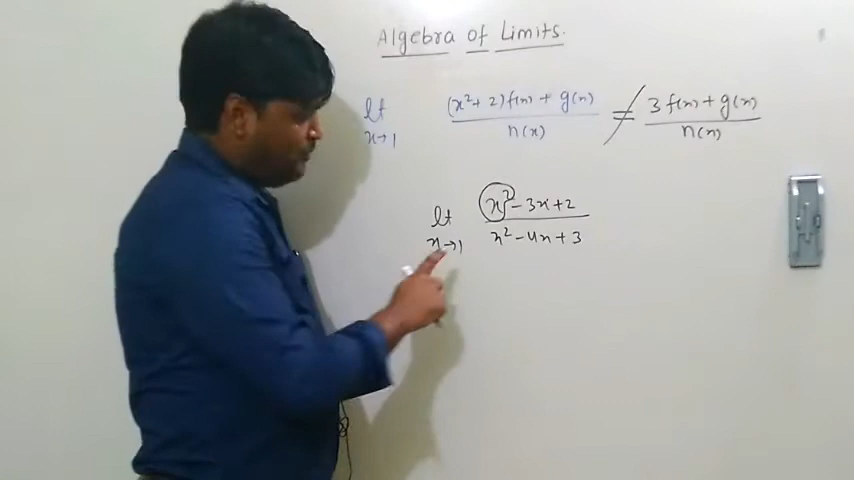 Algebra of Limits.
lt x→1 (x²+2)f(x) + g(x) / h(x) ≠ 3f(x) + g(x) / h(x)
lt x→1 x²-3x+2 / x²-4x+3